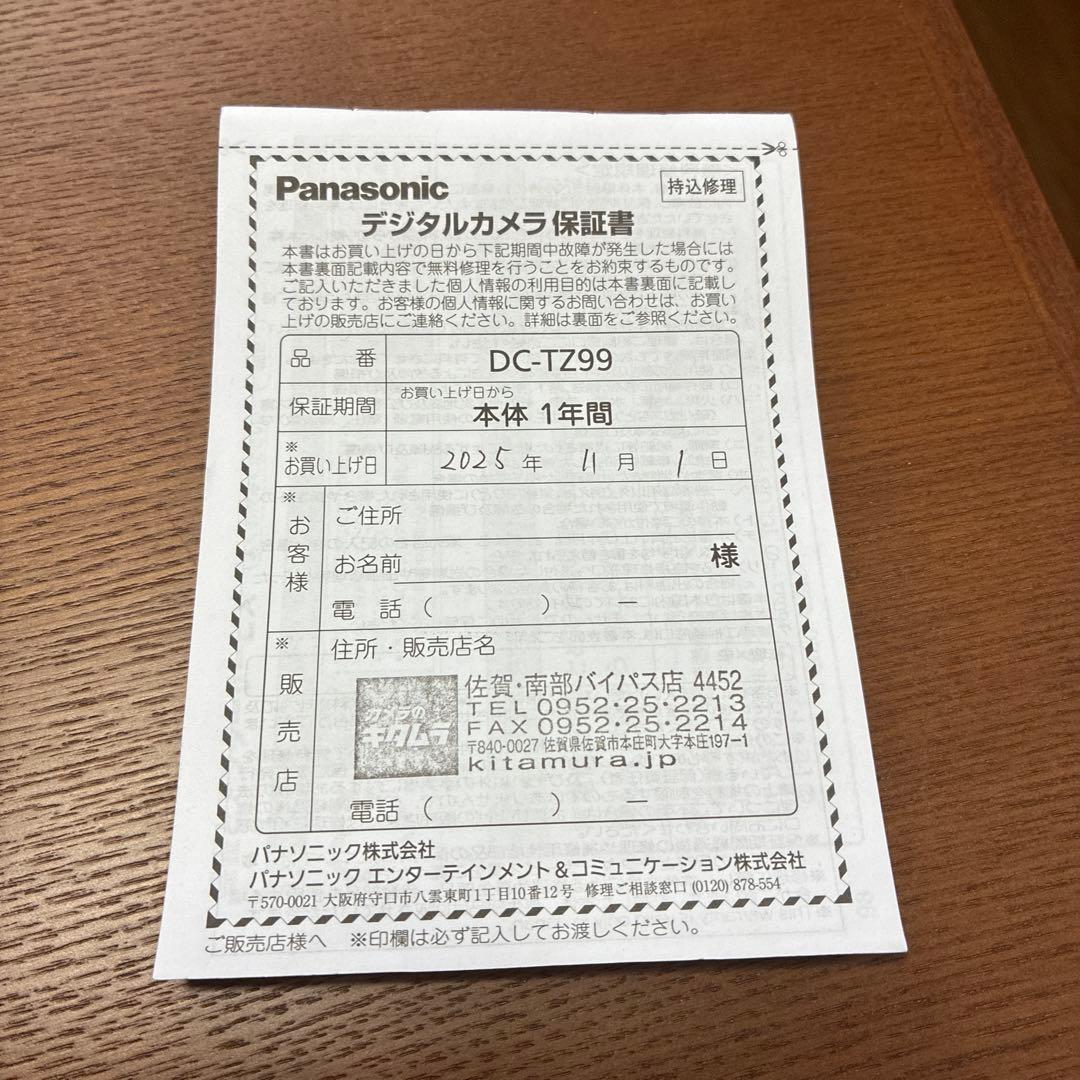 Panasonic
持込修理
デジタルカメラ保証書
本書はお買い上げの日から下記期間中故障が発生した場合には
本書裏面記載内容で無料修理を行うことをお約束するものです。
ご記入いただきました個人情報の利用目的は本書裏面に記載し
ております。お客様の個人情報に関するお問い合わせは、お買い
上げの販売店にご連絡ください。詳細は裏面をご参照ください。
品番 DC-TZ99
保証期間 お買い上げ日から
本体 1年間
※
お買い上げ日 2025 年 11 月 1 日
※
お客様
ご住所
お名前 様
電話 ( ) ー
※
販売店
住所・販売店名
カメラの
キタムラ
佐賀・南部バイパス店 4452
TEL 0952・25・2213
FAX 0952・25・2214
〒840-0027 佐賀県佐賀市本庄町大字本庄197-1
kitamura.jp
電話 ( ) ー
パナソニック株式会社
パナソニック エンターテインメント&コミュニケーション株式会社
〒570-0021 大阪府守口市八雲東町1丁目10番12号 修理ご相談窓口 (0120) 878-554
ご販売店様へ ※印欄は必ず記入してお渡しください。